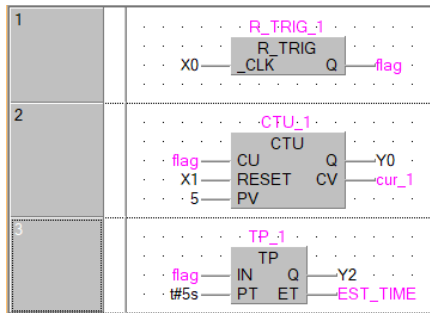 1
R_TRIG_1
R_TRIG
X0 _CLK Q flag
2
CTU_1
CTU
flag CU Q Y0
X1 RESET CV cur_1
5 PV
3
TP_1
TP
flag IN Q Y2
t#5s PT ET EST_TIME